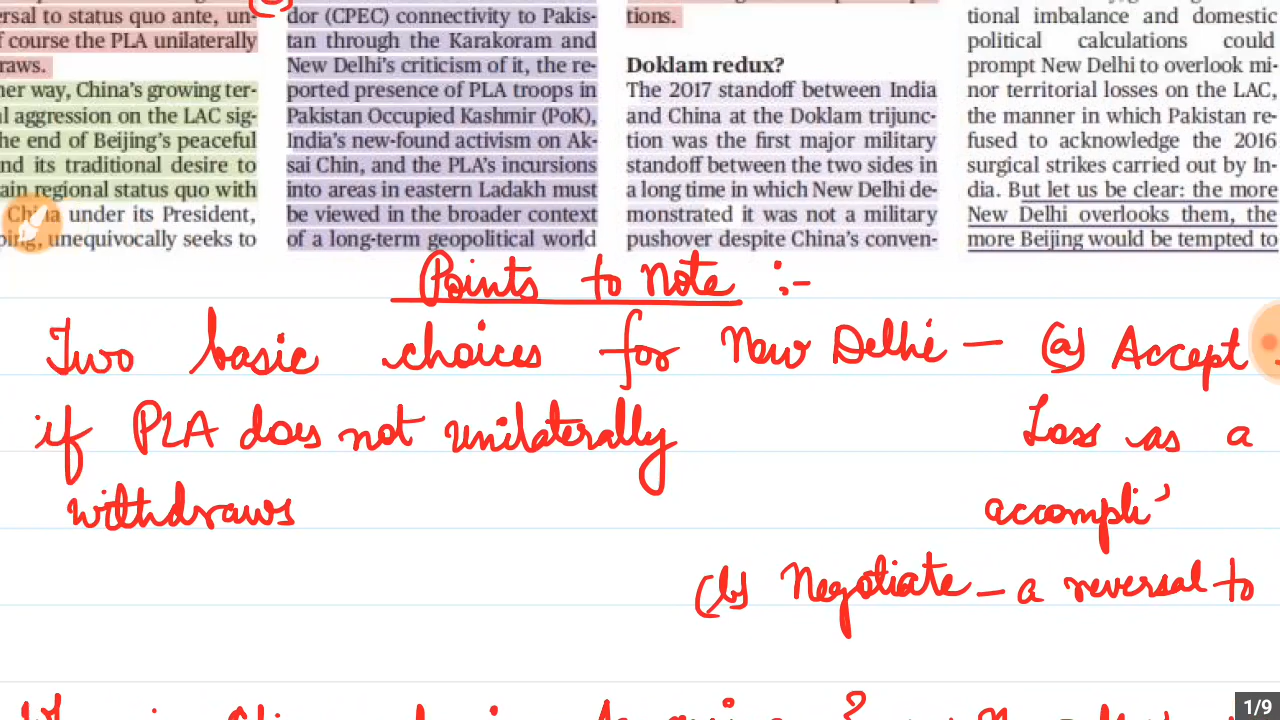 ersal to status quo ante, un-
f course the PLA unilaterally
raws.
ner way, China's growing ter-
l aggression on the LAC sig-
he end of Beijing's peaceful
nd its traditional desire to
ain regional status quo with
China under its President,
ping, unequivocally seeks to
dor (CPEC) connectivity to Pakis-
tan through the Karakoram and
New Delhi's criticism of it, the re-
ported presence of PLA troops in
Pakistan Occupied Kashmir (PoK),
India's new-found activism on Ak-
sai Chin, and the PLA's incursions
into areas in eastern Ladakh must
be viewed in the broader context
of a long-term geopolitical world
tions.
Doklam redux?
The 2017 standoff between India
and China at the Doklam trijunc-
tion was the first major military
standoff between the two sides in
a long time in which New Delhi de-
monstrated it was not a military
pushover despite China's conven-
tional imbalance and domestic
political calculations could
prompt New Delhi to overlook mi-
nor territorial losses on the LAC,
the manner in which Pakistan re-
fused to acknowledge the 2016
surgical strikes carried out by In-
dia. But let us be clear: the more
New Delhi overlooks them, the
more Beijing would be tempted to
Points to Note :-
Two basic choices for New Delhi — (a) Accept
if PLA does not unilaterally Loss as a
withdraws accompli'
(b) Negotiate – a reversal to
1/9